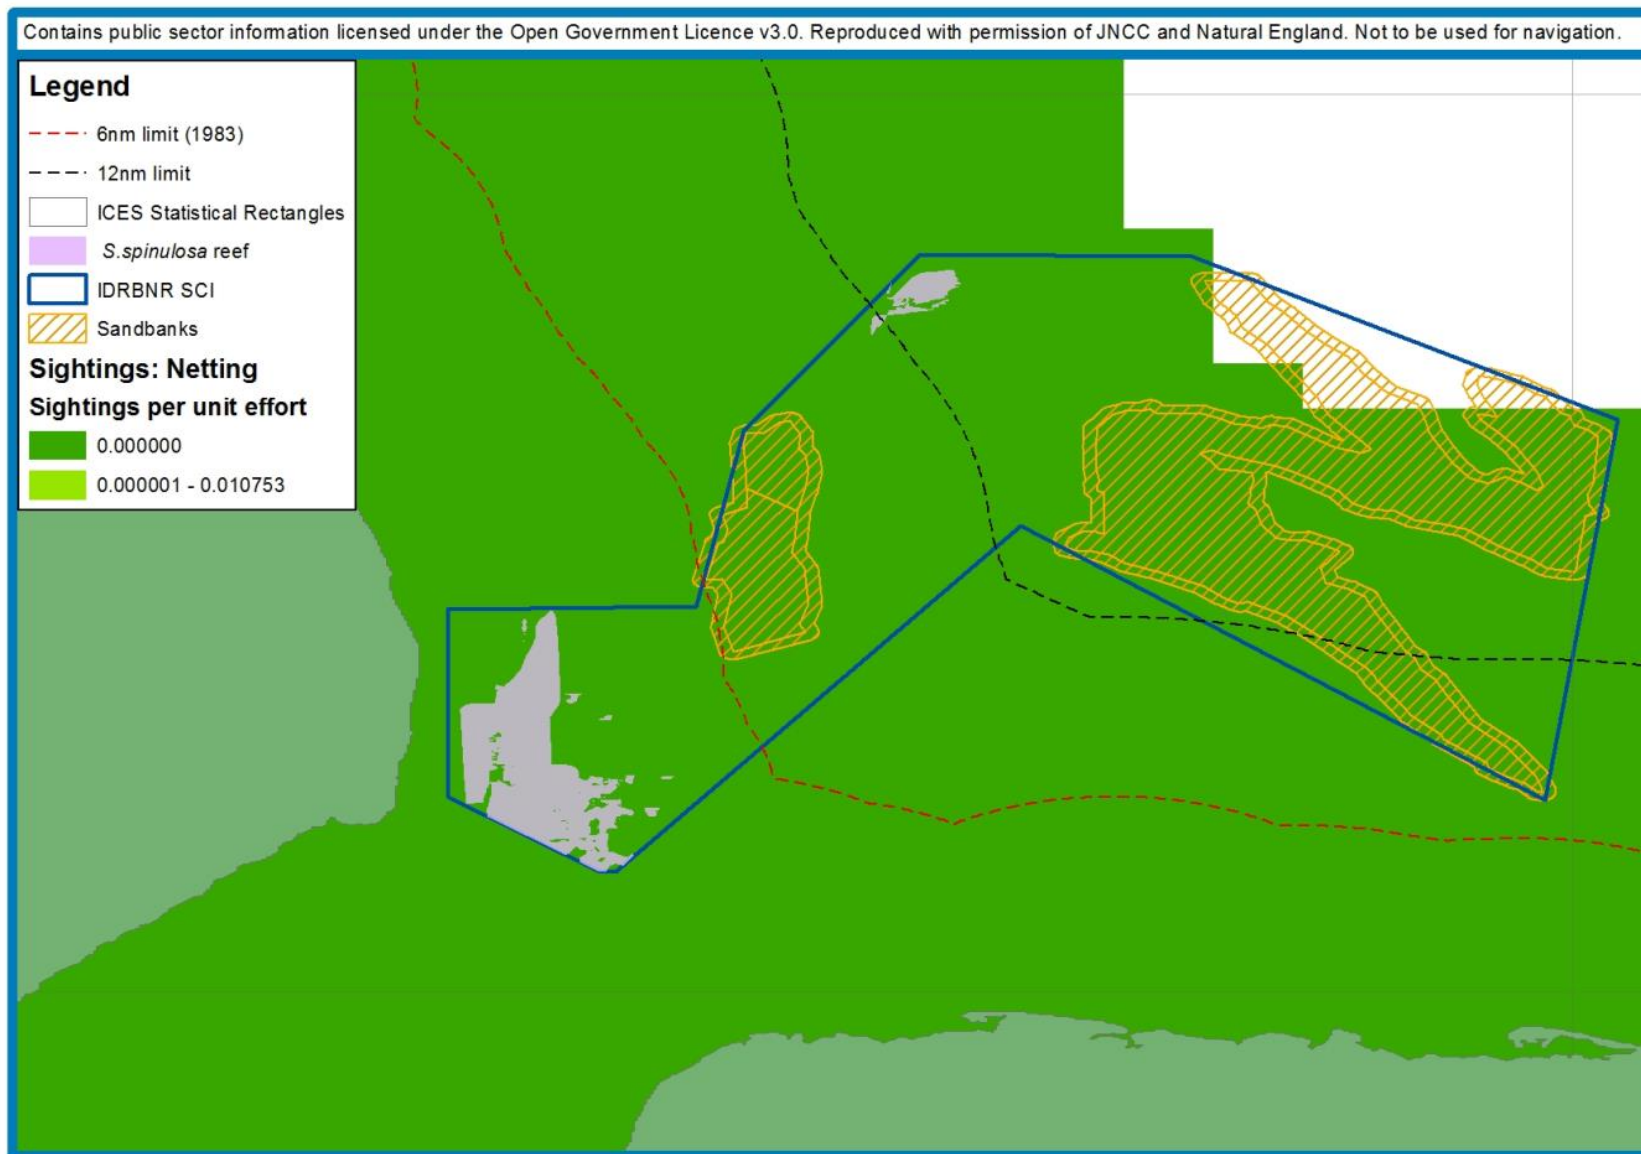 Contains public sector information licensed under the Open Government Licence v3.0. Reproduced with permission of JNCC and Natural England. Not to be used for navigation.
Legend
6nm limit (1983)
12nm limit
ICES Statistical Rectangles
S.spinulosa reef
IDRBNR SCI
Sandbanks
Sightings: Netting
Sightings per unit effort
0.000000
0.000001 - 0.010753